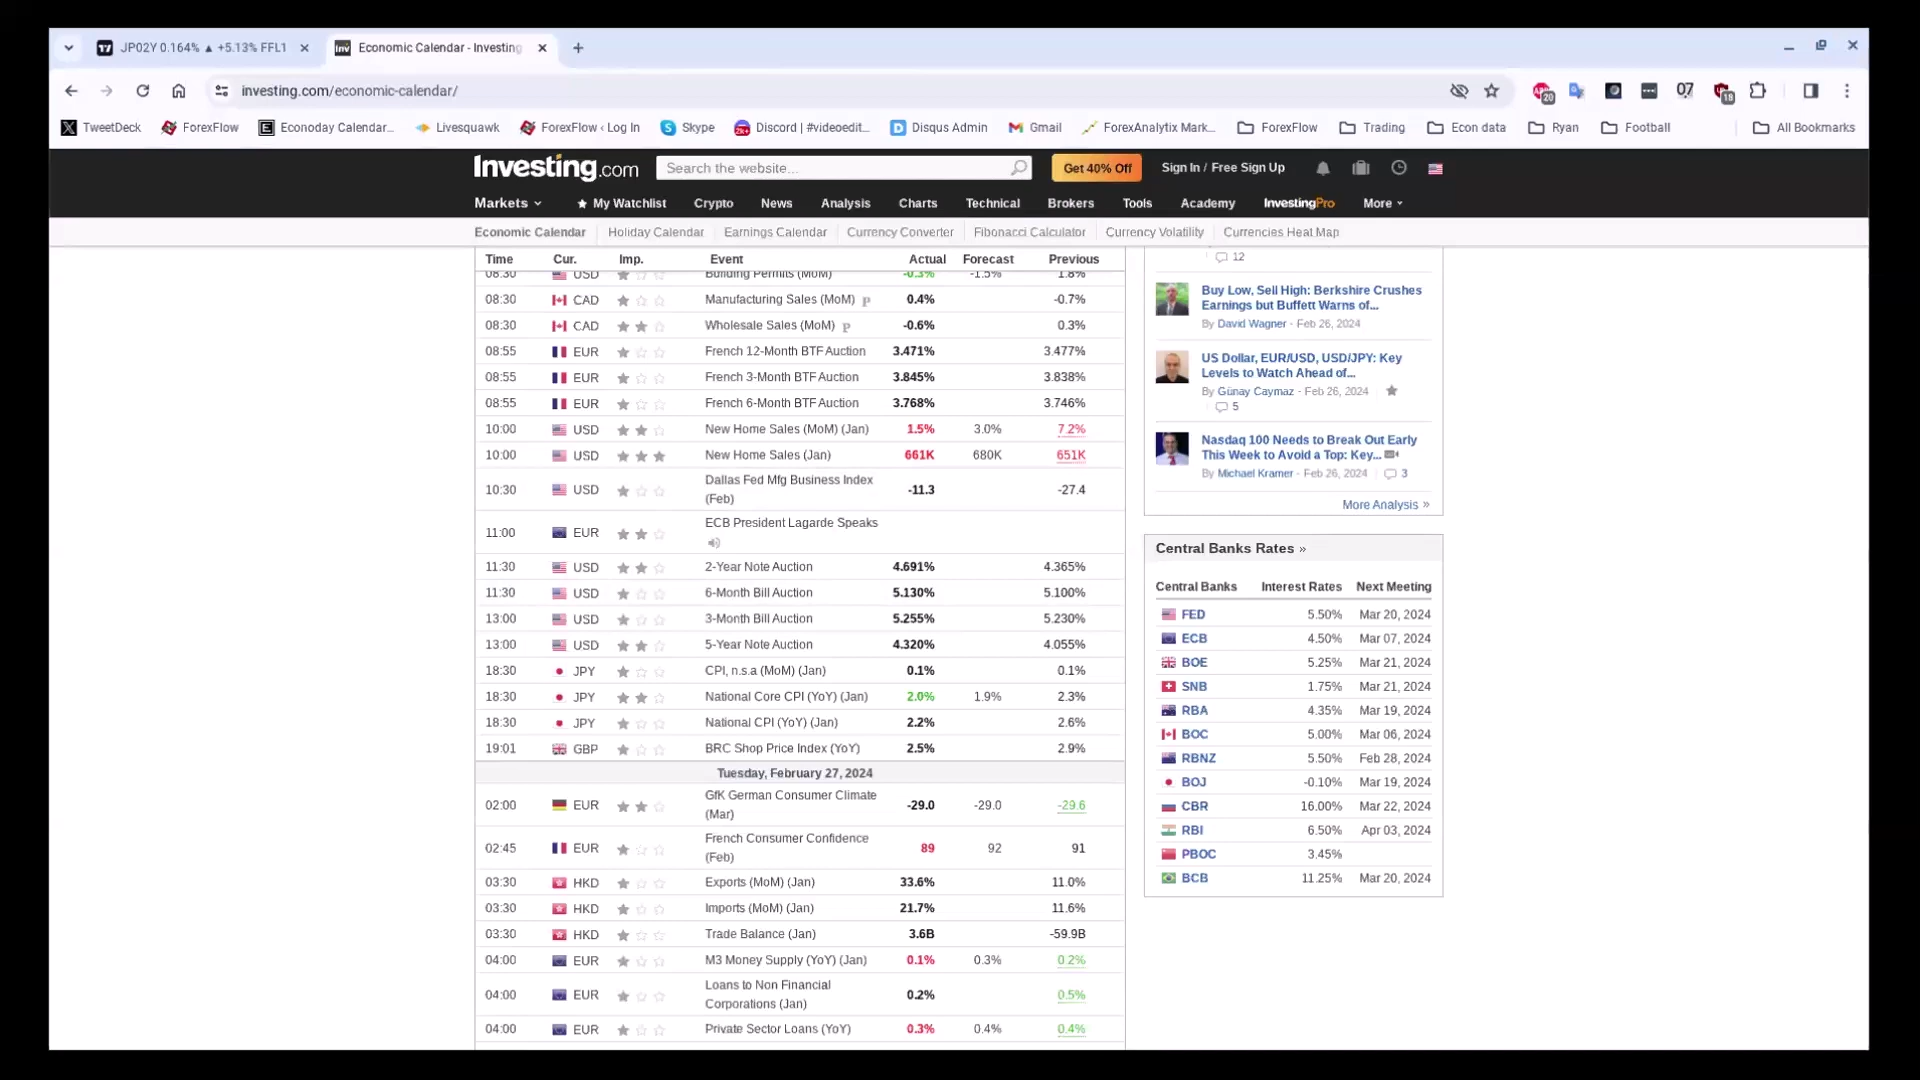 JP02Y 0.164% ▲ +5.13% FFL1
Economic Calendar - Investing
investing.com/economic-calendar/
20
07
18
TweetDeck
ForexFlow
Econoday Calendar...
Livesquawk
ForexFlow ‹ Log In
Skype
Discord | #videoedit...
Disqus Admin
Gmail
ForexAnalytix Mark...
ForexFlow
Trading
Econ data
Ryan
Football
All Bookmarks
Investing.com
Search the website...
Get 40% Off
Sign In / Free Sign Up
Markets
My Watchlist
Crypto
News
Analysis
Charts
Technical
Brokers
Tools
Academy
InvestingPro
More
Economic Calendar
Holiday Calendar
Earnings Calendar
Currency Converter
Fibonacci Calculator
Currency Volatility
Currencies Heat Map
Time Cur. Imp. Event Actual Forecast Previous
08:30 USD Building Permits (MoM) -0.3% -1.5% 1.8%
08:30 CAD Manufacturing Sales (MoM) P 0.4% -0.7%
08:30 CAD Wholesale Sales (MoM) P -0.6% 0.3%
08:55 EUR French 12-Month BTF Auction 3.471% 3.477%
08:55 EUR French 3-Month BTF Auction 3.845% 3.838%
08:55 EUR French 6-Month BTF Auction 3.768% 3.746%
10:00 USD New Home Sales (MoM) (Jan) 1.5% 3.0% 7.2%
10:00 USD New Home Sales (Jan) 661K 680K 651K
10:30 USD Dallas Fed Mfg Business Index (Feb) -11.3 -27.4
11:00 EUR ECB President Lagarde Speaks
11:30 USD 2-Year Note Auction 4.691% 4.365%
11:30 USD 6-Month Bill Auction 5.130% 5.100%
13:00 USD 3-Month Bill Auction 5.255% 5.230%
13:00 USD 5-Year Note Auction 4.320% 4.055%
18:30 JPY CPI, n.s.a (MoM) (Jan) 0.1% 0.1%
18:30 JPY National Core CPI (YoY) (Jan) 2.0% 1.9% 2.3%
18:30 JPY National CPI (YoY) (Jan) 2.2% 2.6%
19:01 GBP BRC Shop Price Index (YoY) 2.5% 2.9%
Tuesday, February 27, 2024
02:00 EUR GfK German Consumer Climate (Mar) -29.0 -29.0 -29.6
02:45 EUR French Consumer Confidence (Feb) 89 92 91
03:30 HKD Exports (MoM) (Jan) 33.6% 11.0%
03:30 HKD Imports (MoM) (Jan) 21.7% 11.6%
03:30 HKD Trade Balance (Jan) 3.6B -59.9B
04:00 EUR M3 Money Supply (YoY) (Jan) 0.1% 0.3% 0.2%
04:00 EUR Loans to Non Financial Corporations (Jan) 0.2% 0.5%
04:00 EUR Private Sector Loans (YoY) 0.3% 0.4% 0.4%
12
Buy Low, Sell High: Berkshire Crushes
Earnings but Buffett Warns of...
By David Wagner - Feb 26, 2024
US Dollar, EUR/USD, USD/JPY: Key
Levels to Watch Ahead of...
By Günay Caymaz - Feb 26, 2024
5
Nasdaq 100 Needs to Break Out Early
This Week to Avoid a Top: Key...
By Michael Kramer - Feb 26, 2024 3
More Analysis »
Central Banks Rates »
Central Banks Interest Rates Next Meeting
FED 5.50% Mar 20, 2024
ECB 4.50% Mar 07, 2024
BOE 5.25% Mar 21, 2024
SNB 1.75% Mar 21, 2024
RBA 4.35% Mar 19, 2024
BOC 5.00% Mar 06, 2024
RBNZ 5.50% Feb 28, 2024
BOJ -0.10% Mar 19, 2024
CBR 16.00% Mar 22, 2024
RBI 6.50% Apr 03, 2024
PBOC 3.45%
BCB 11.25% Mar 20, 2024